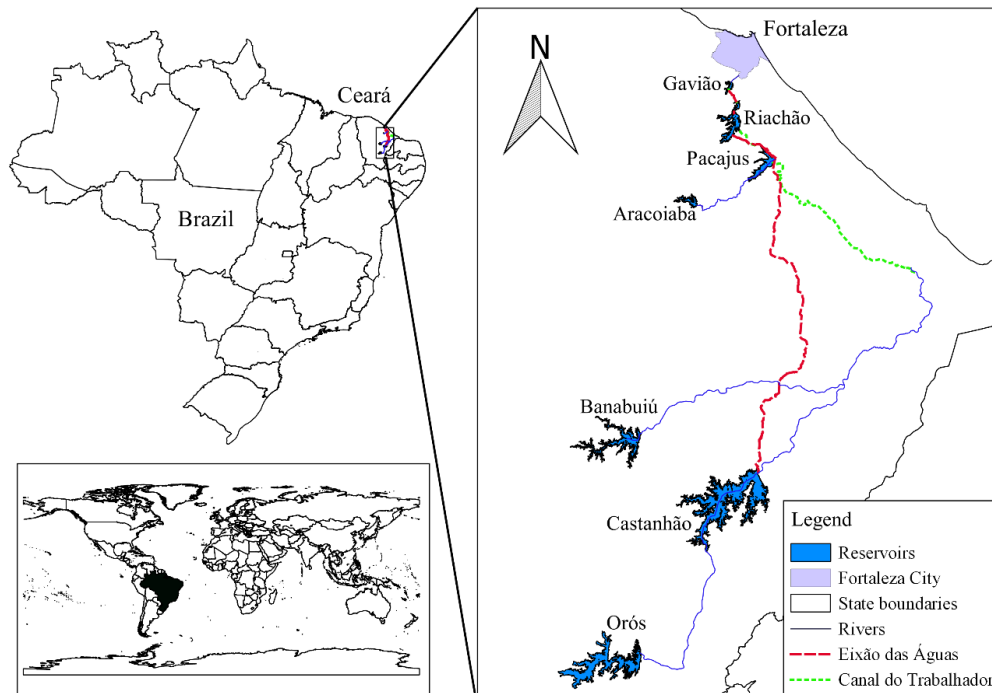 Ceará
Brazil
N
Fortaleza
Gavião
Riachão
Pacajus
Aracoiaba
Banabuiú
Castanhão
Orós
Legend
Reservoirs
Fortaleza City
State boundaries
Rivers
Eixão das Águas
Canal do Trabalhador